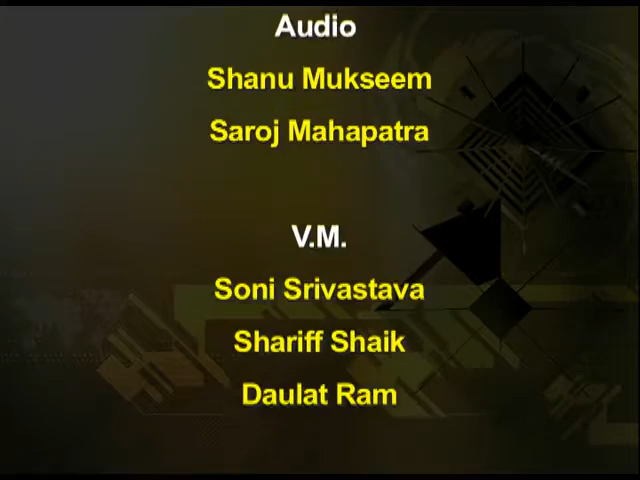 Audio
Shanu Mukseem
Saroj Mahapatra
V.M.
Soni Srivastava
Shariff Shaik
Daulat Ram